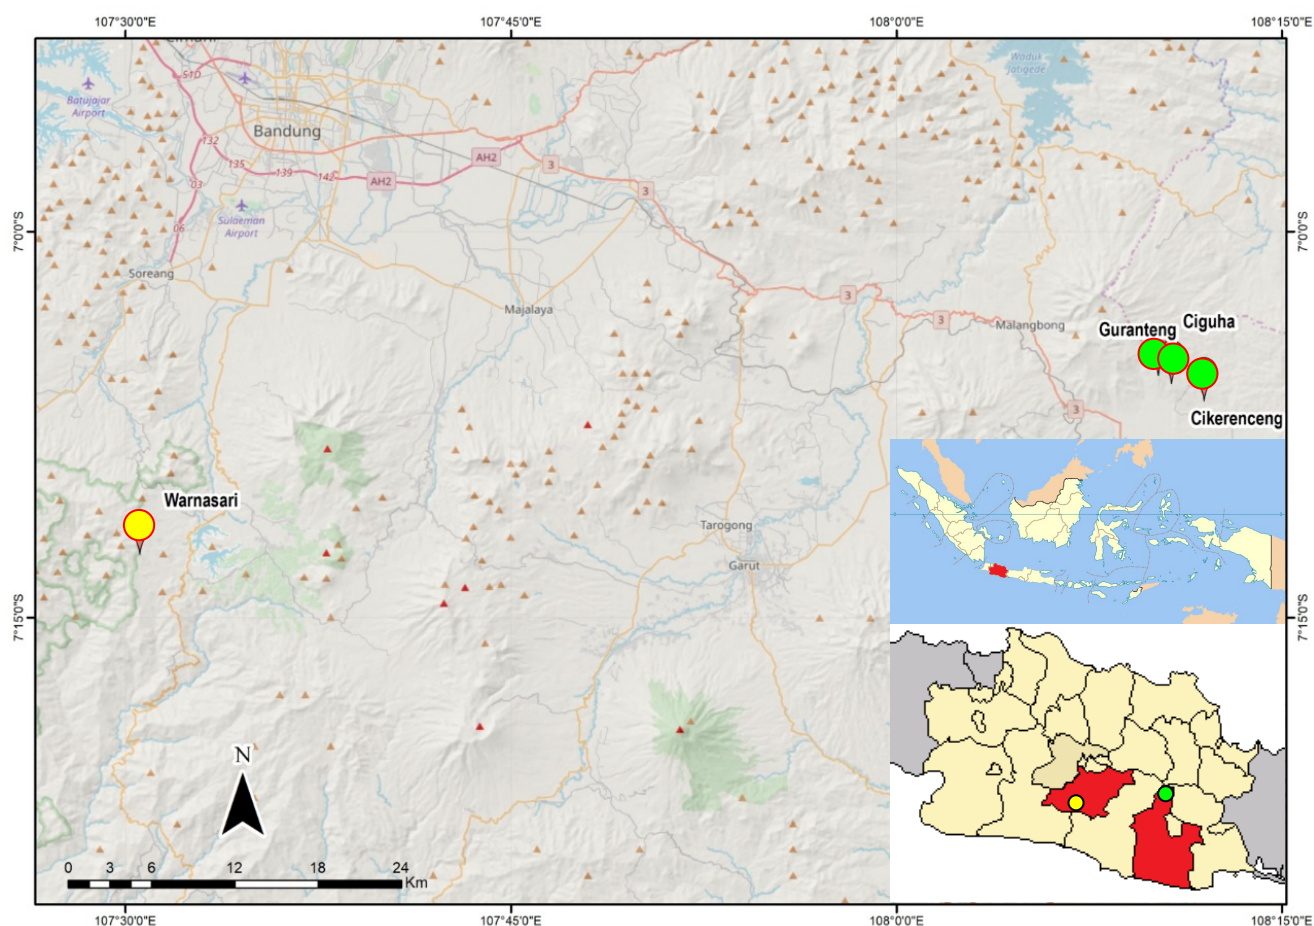 107°30'0"E
107°45'0"E
108°0'0"E
108°15'0"E
51D
Waduk
Jatigede
Batujajar
Airport
Bandung
132
135
139
142
AH2
AH2
3
03
3
Sulaeman
Airport
06
7°0'0"S
7°0'0"S
Soreang
Majalaya
3
3
Malangbong
Guranteng
Ciguha
3
Cikerenceng
Warnasari
Tarogong
Garut
7°15'0"S
7°15'0"S
N
0 3 6 12 18 24
Km
107°30'0"E
107°45'0"E
108°0'0"E
108°15'0"E